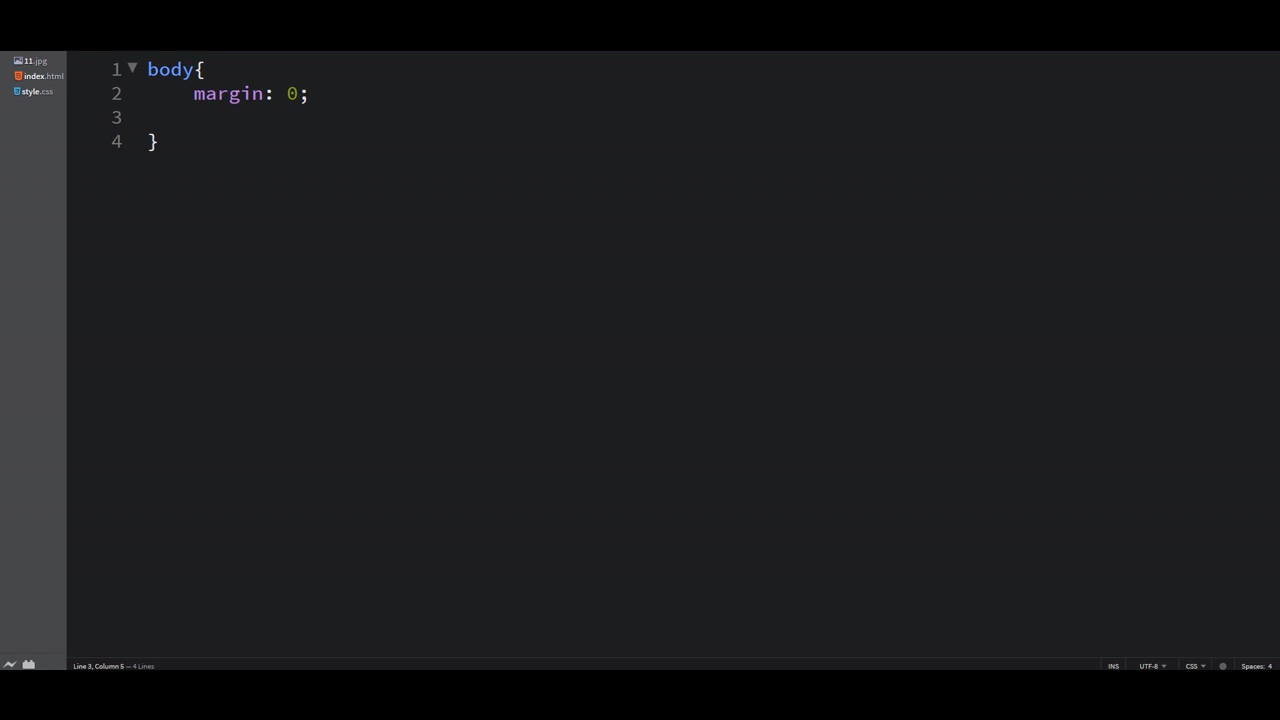 11.jpg
index.html
style.css
1 body{
2 margin: 0;
3
4 }
Line 3, Column 5 — 4 Lines
INS UTF-8 CSS Spaces: 4